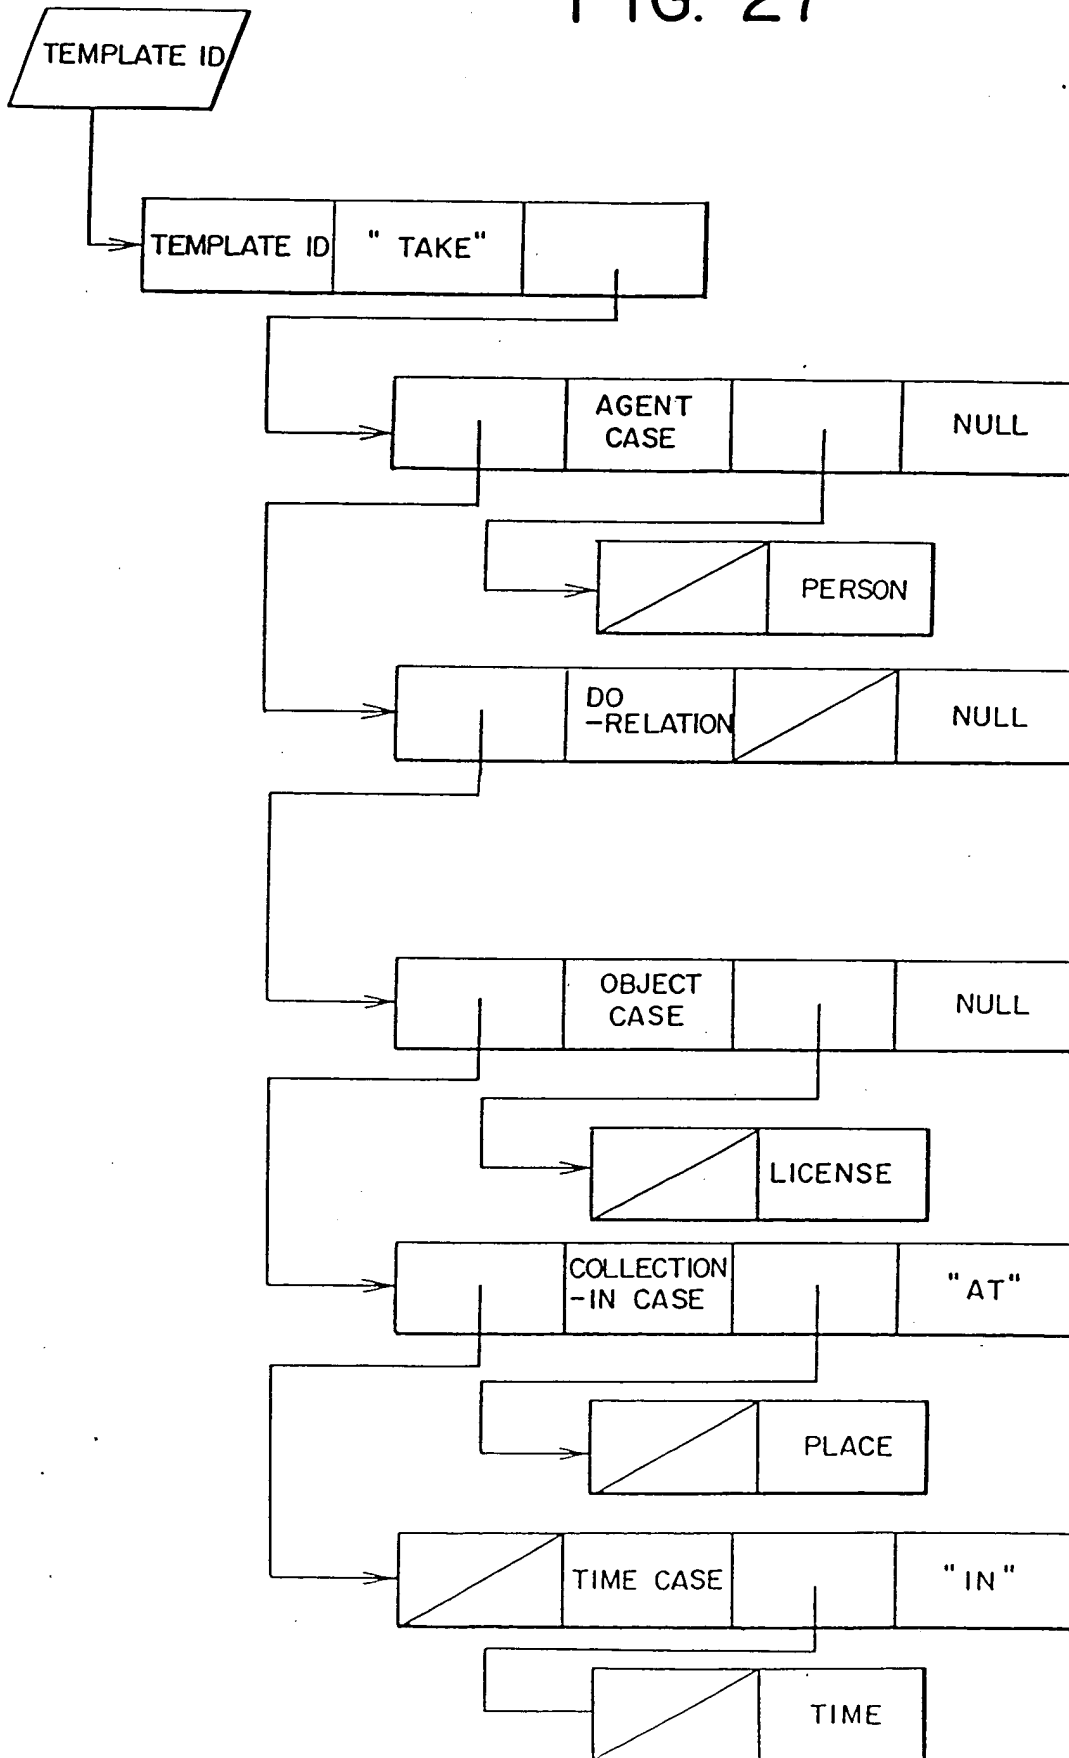 FIG. 27
TEMPLATE ID
TEMPLATE ID " TAKE"
AGENT
CASE
NULL
PERSON
DO
-RELATION
NULL
OBJECT
CASE
NULL
LICENSE
COLLECTION
-IN CASE
"AT"
PLACE
TIME CASE
"IN"
TIME